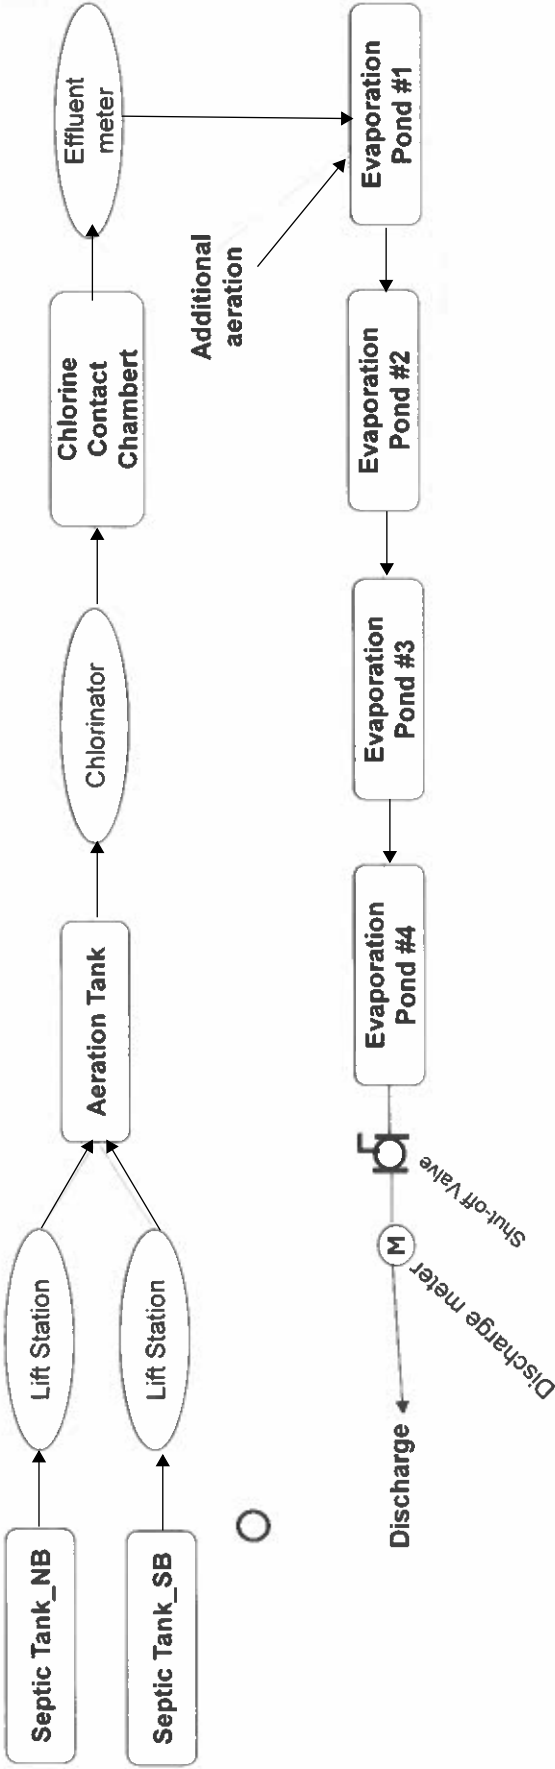 Septic Tank_NB
Lift Station
Septic Tank_SB
Lift Station
Aeration Tank
Chlorinator
Chlorine
Contact
Chambert
Effluent
meter
Additional
aeration
Evaporation
Pond #1
Evaporation
Pond #2
Evaporation
Pond #3
Evaporation
Pond #4
Shut-off Valve
M
Discharge meter
Discharge